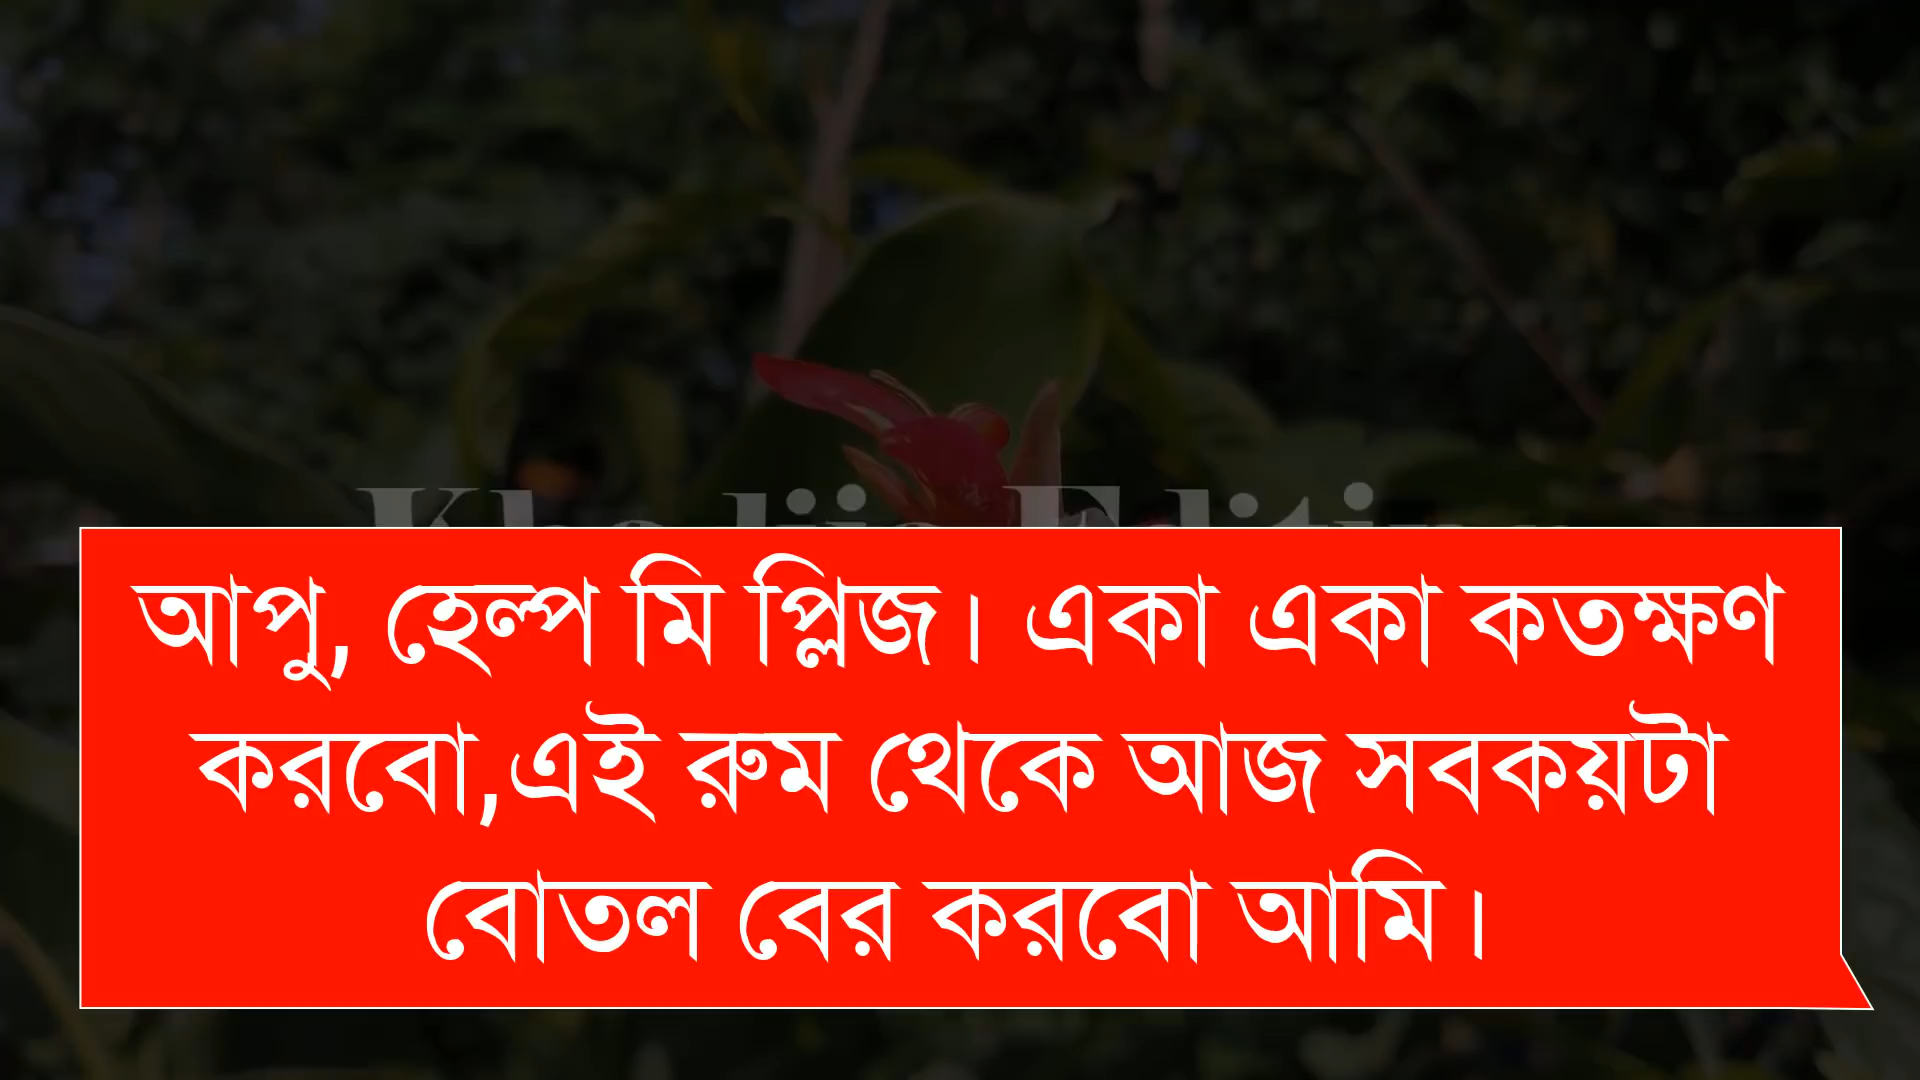 আপু, হেল্প মি প্লিজ। একা একা কতক্ষণ
করবো,এই রুম থেকে আজ সবকয়টা
বোতল বের করবো আমি।